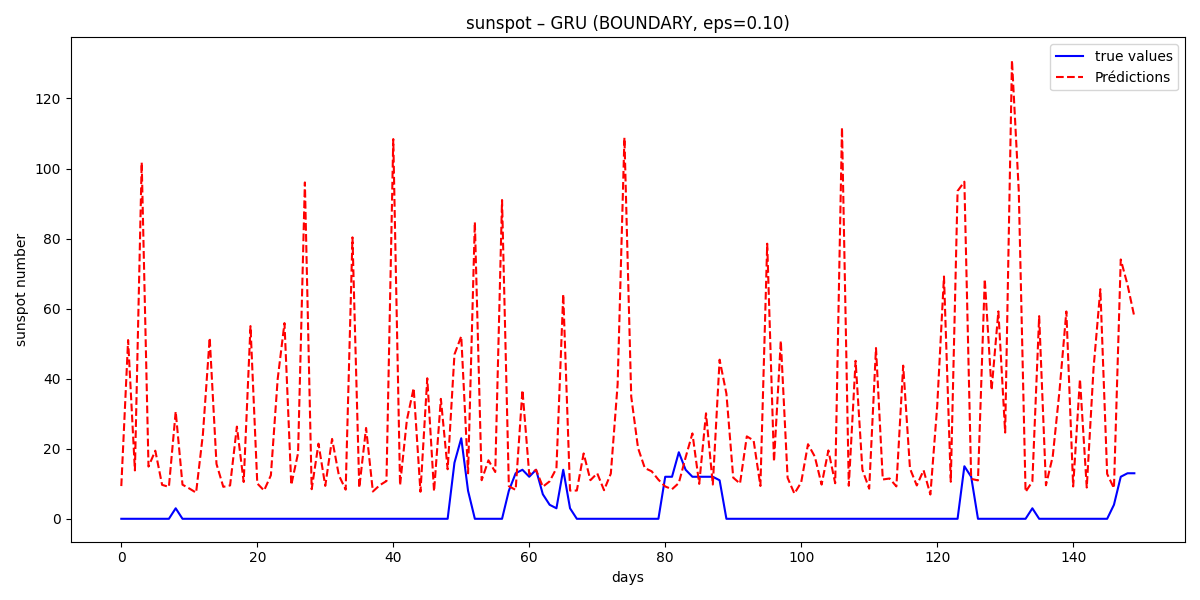 sunspot – GRU (BOUNDARY, eps=0.10)
true values
Prédictions
sunspot number
120
100
80
60
40
20
0
0 20 40 60 80 100 120 140
days